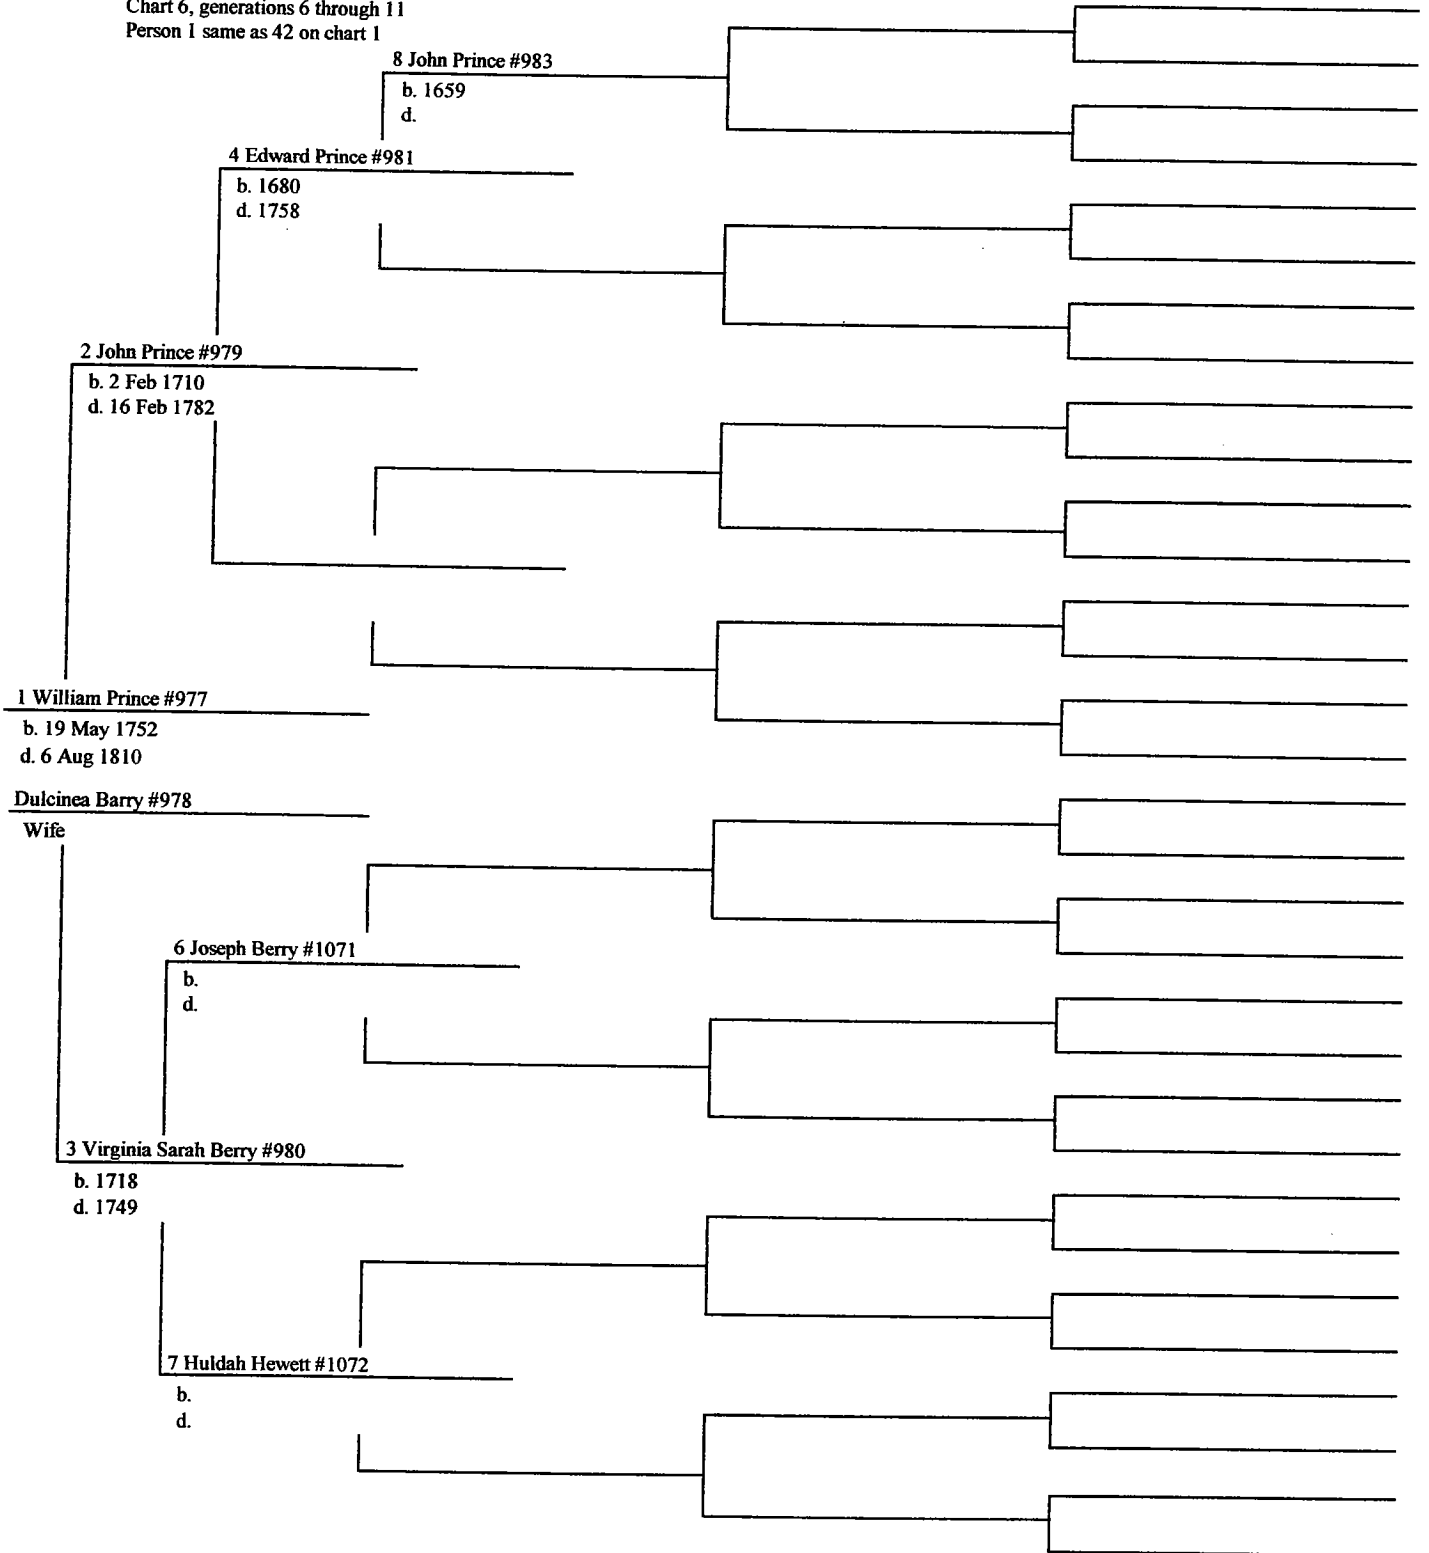 Chart 6, generations 6 through 11
Person 1 same as 42 on chart 1
8 John Prince #983
b. 1659
d.
4 Edward Prince #981
b. 1680
d. 1758
2 John Prince #979
b. 2 Feb 1710
d. 16 Feb 1782
1 William Prince #977
b. 19 May 1752
d. 6 Aug 1810
Dulcinea Barry #978
Wife
6 Joseph Berry #1071
b.
d.
3 Virginia Sarah Berry #980
b. 1718
d. 1749
7 Huldah Hewett #1072
b.
d.